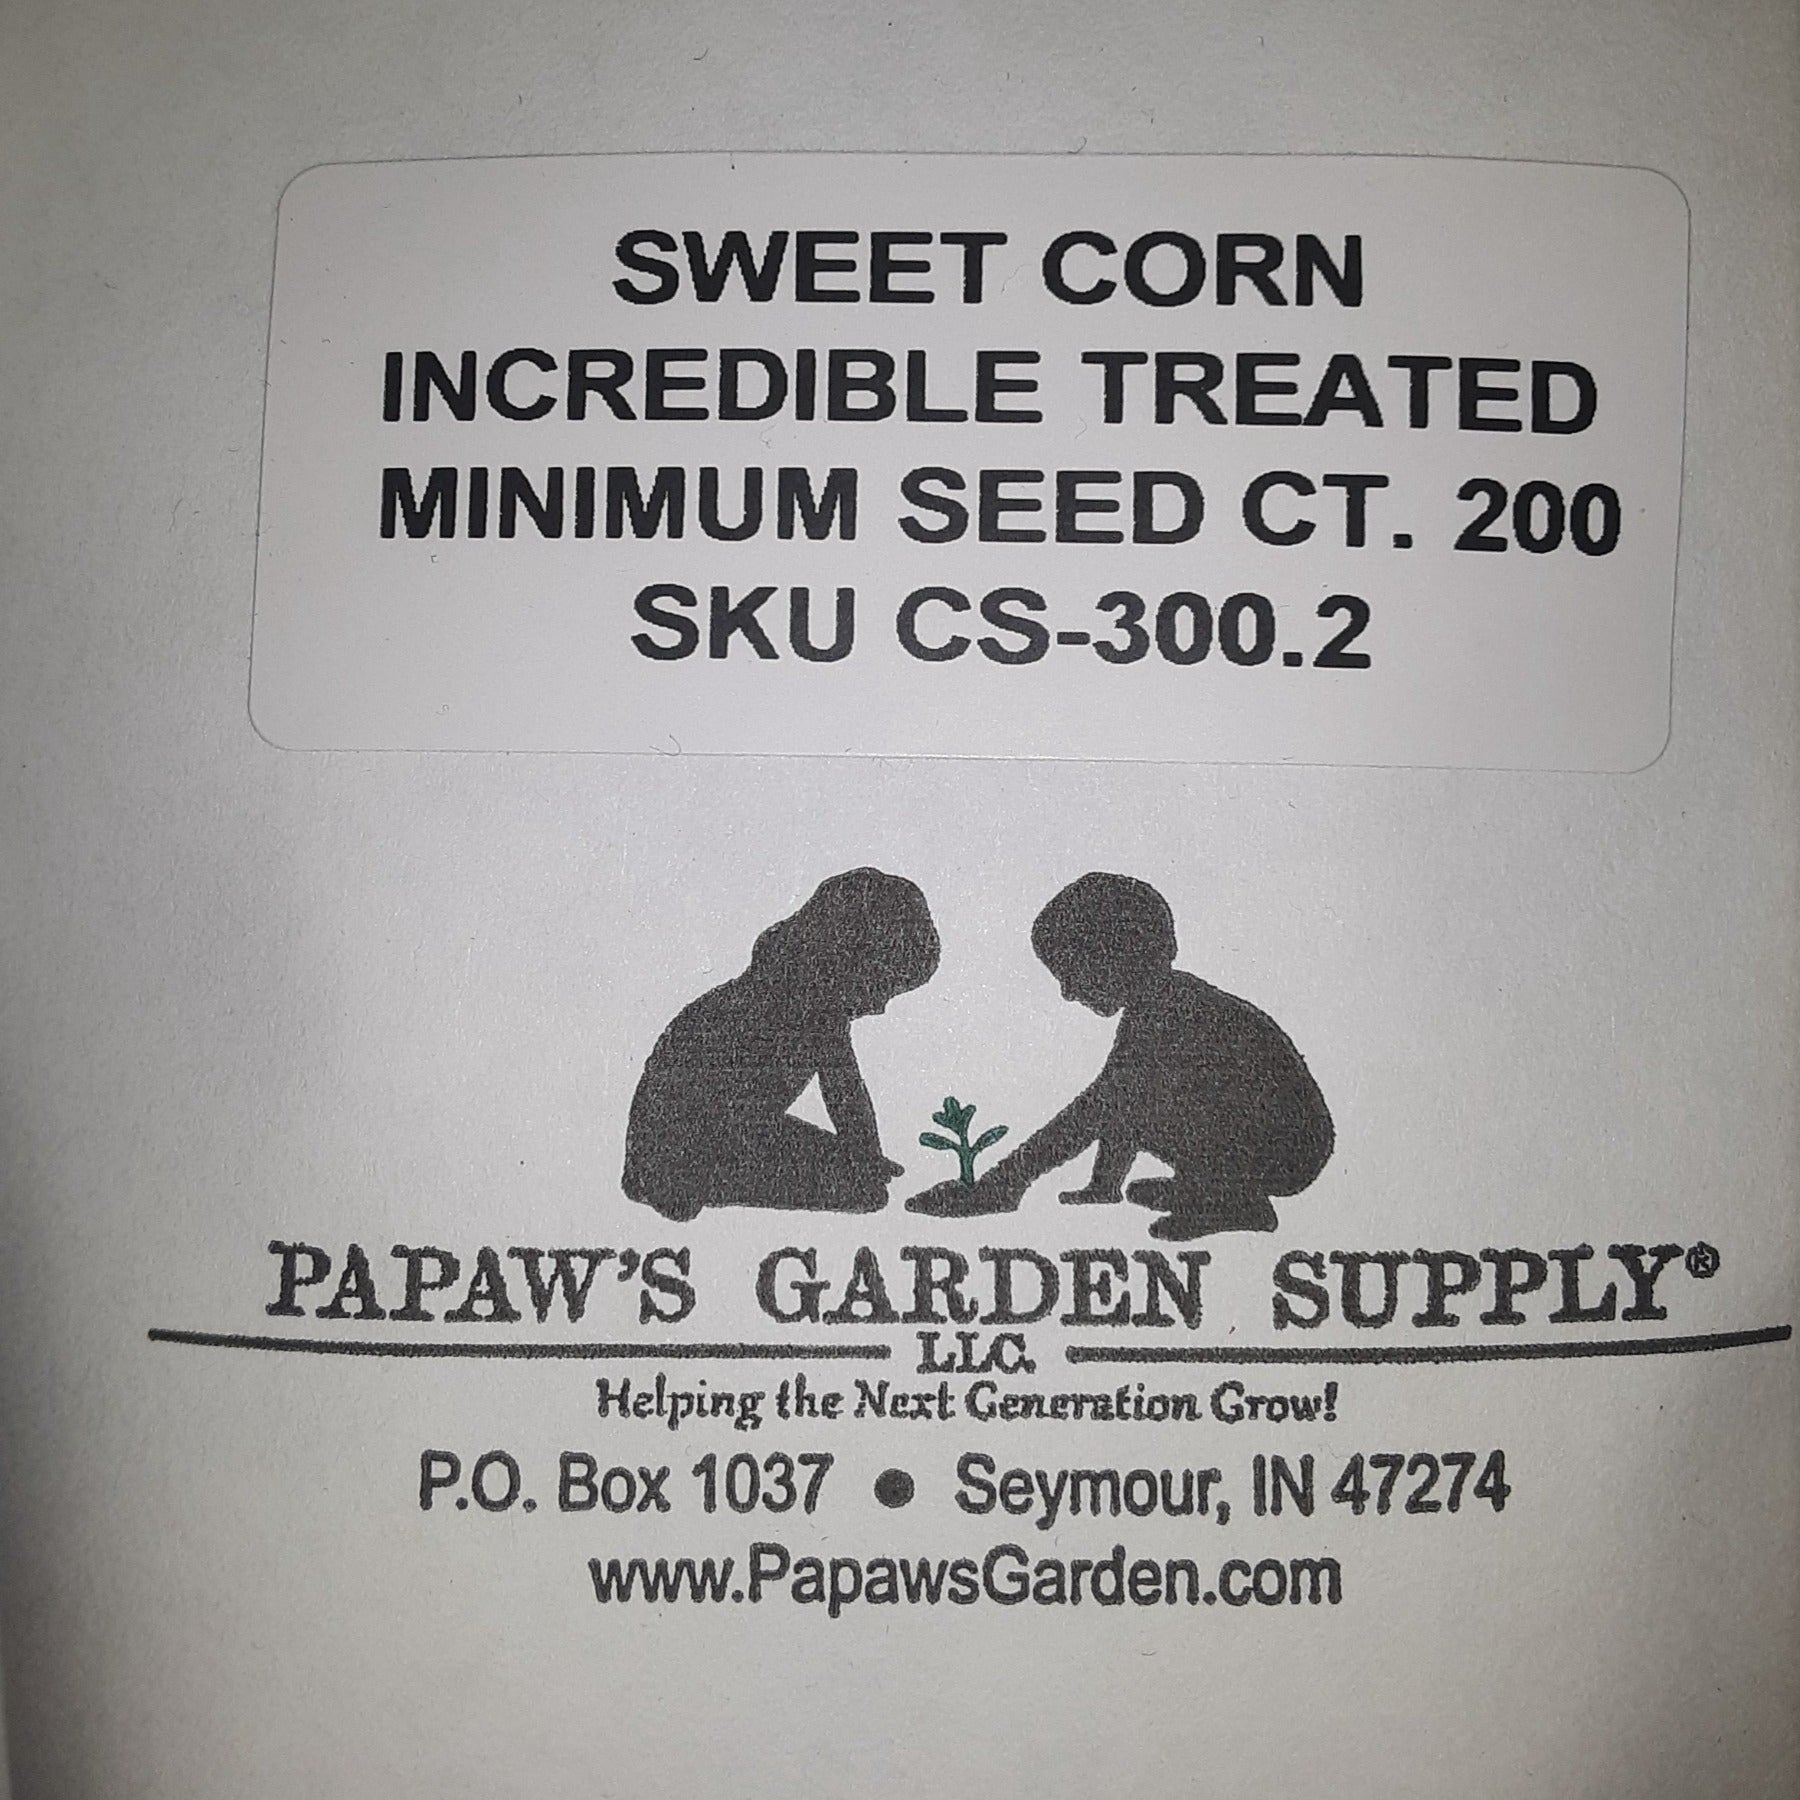 SWEET CORN
INCREDIBLE TREATED
MINIMUM SEED CT. 200
SKU CS-300.2
PAPAW'S GARDEN SUPPLY®
LLC.
Helping the Next Generation Grow!
P.O. Box 1037 • Seymour, IN 47274
www.PapawsGarden.com